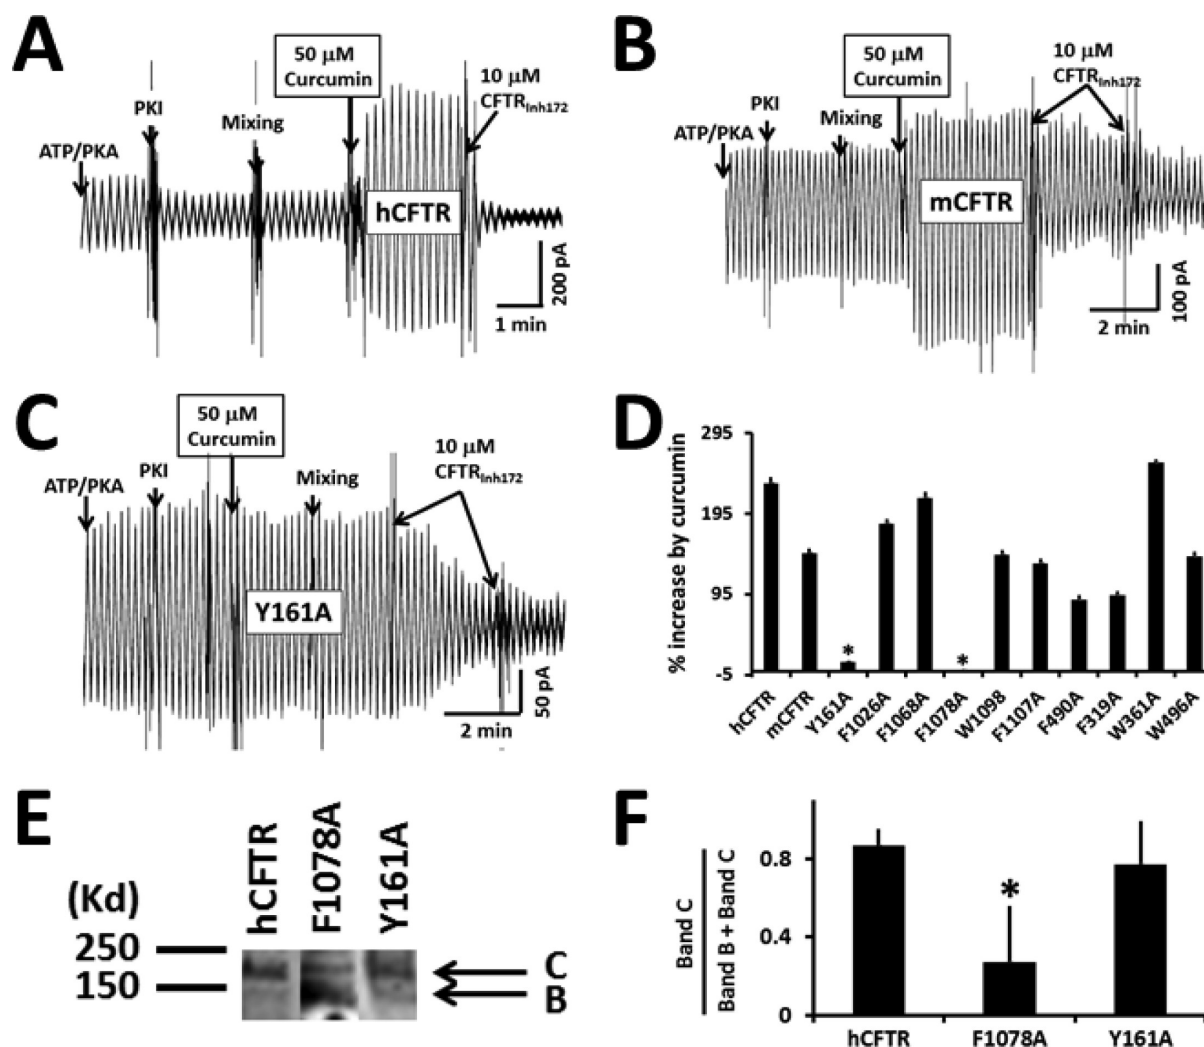 A
50 μM
Curcumin
10 μM
CFTRInh172
PKI
Mixing
ATP/PKA
hCFTR
200 pA
1 min
B
50 μM
Curcumin
10 μM
CFTRInh172
PKI
Mixing
ATP/PKA
mCFTR
100 pA
2 min
C
50 μM
Curcumin
10 μM
CFTRInh172
PKI
Mixing
ATP/PKA
Y161A
50 pA
2 min
D
% increase by curcumin
295
195
95
-5
*
*
hCFTR
mCFTR
Y161A
F1026A
F1068A
F1078A
W1098
F1107A
F490A
F319A
W361A
W496A
E
hCFTR
F1078A
Y161A
(Kd)
250
150
C
B
F
Band C
Band B + Band C
0.8
0.4
0
*
hCFTR
F1078A
Y161A